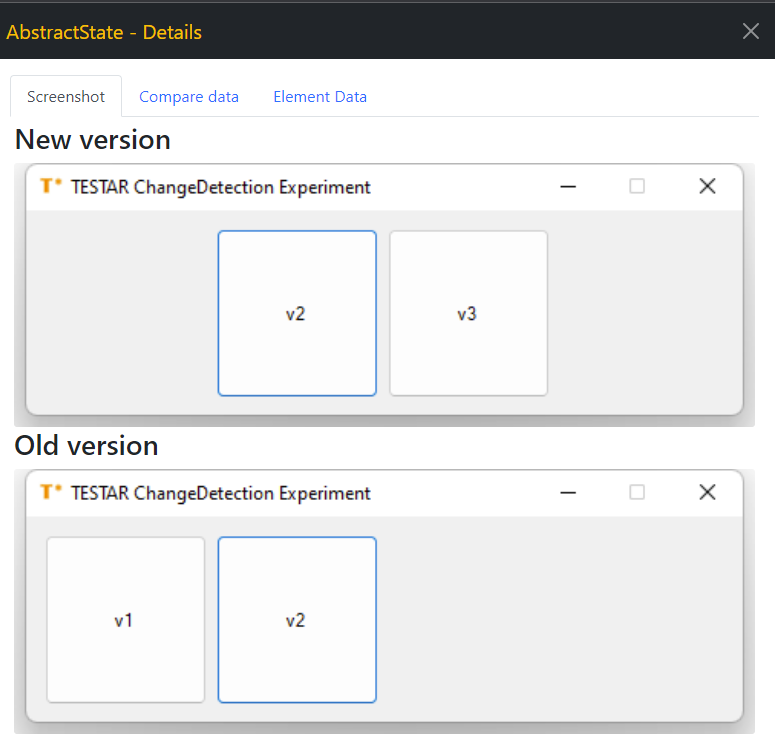 AbstractState - Details
Screenshot Compare data Element Data
New version
T* TESTAR ChangeDetection Experiment
v2 v3
Old version
T* TESTAR ChangeDetection Experiment
v1 v2